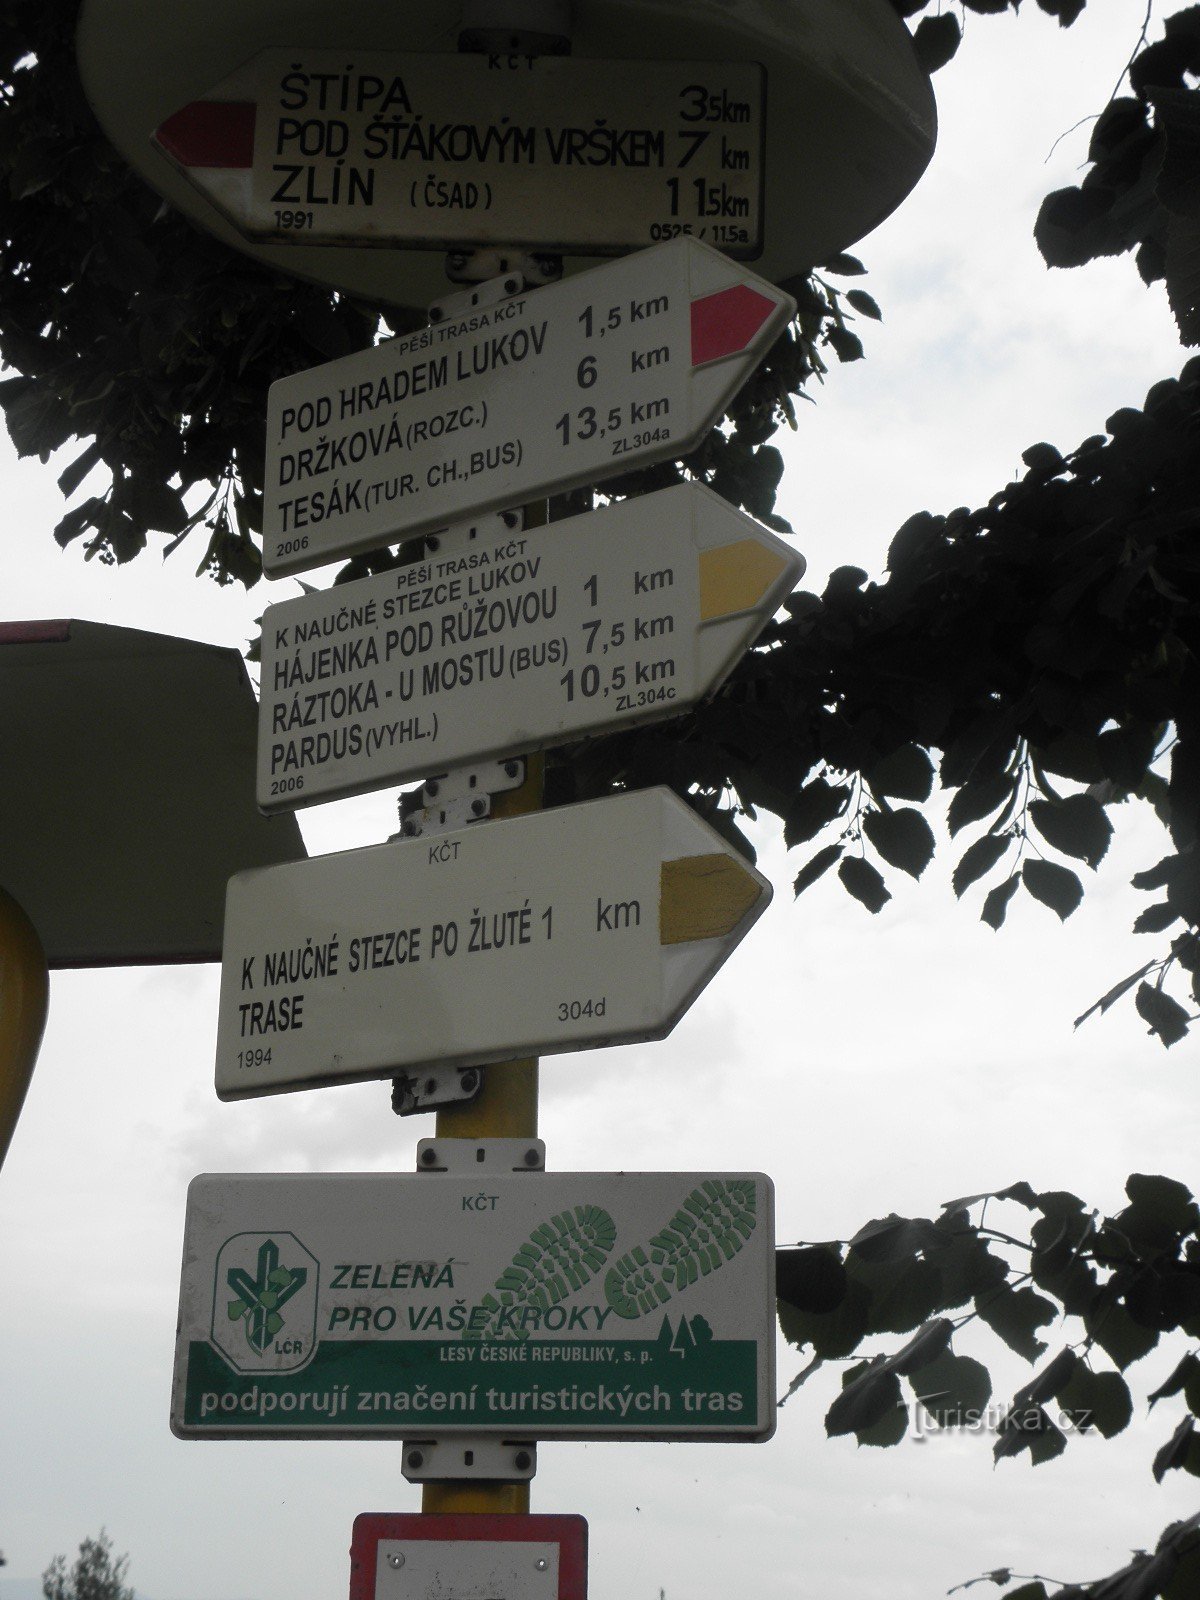 KČT
ŠTÍPA 3,5km
POD ŠŤÁKOVÝM VRŠKEM 7 km
ZLÍN (ČSAD) 11,5km
1991 0525/11.5a
PĚŠÍ TRASA KČT
POD HRADEM LUKOV 1,5 km
DRŽKOVÁ (ROZC.) 6 km
TESÁK (TUR. CH.,BUS) 13,5 km
2006 ZL304a
PĚŠÍ TRASA KČT
K NAUČNÉ STEZCE LUKOV
HÁJENKA POD RŮŽOVOU 1 km
RÁZTOKA - U MOSTU (BUS) 7,5 km
PARDUS (VYHL.) 10,5 km
2006 ZL304c
KČT
K NAUČNÉ STEZCE PO ŽLUTÉ 1 km
TRASE
1994 304d
KČT
ZELENÁ
PRO VAŠE KROKY
LČR
LESY ČESKÉ REPUBLIKY, s. p.
podporují značení turistických tras
Turistika.cz